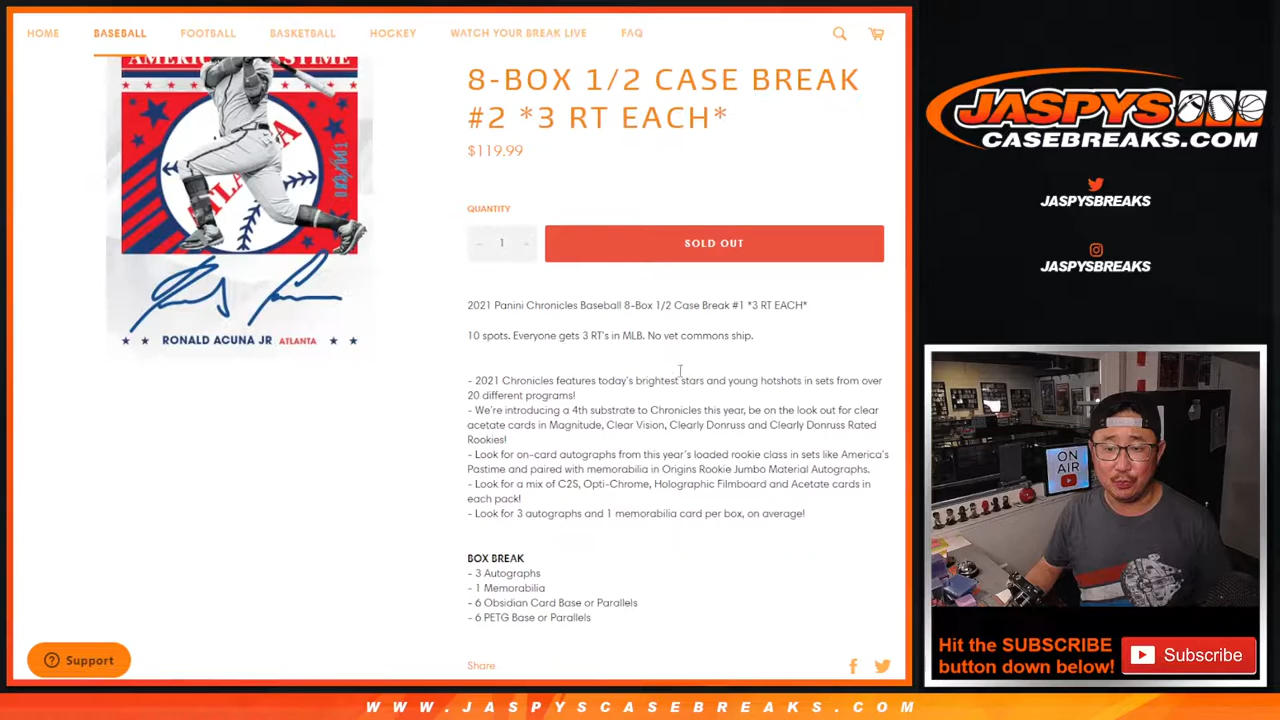 HOME BASEBALL FOOTBALL BASKETBALL HOCKEY WATCH YOUR BREAK LIVE FAQ
ATLANTA
RONALD ACUNA JR ATLANTA
8-BOX 1/2 CASE BREAK
#2 *3 RT EACH*
$119.99
QUANTITY
− 1 +
SOLD OUT
2021 Panini Chronicles Baseball 8-Box 1/2 Case Break #1 *3 RT EACH*
10 spots. Everyone gets 3 RT's in MLB. No vet commons ship.
- 2021 Chronicles features today's brightest stars and young hotshots in sets from over
20 different programs!
- We're introducing a 4th substrate to Chronicles this year, be on the look out for clear
acetate cards in Magnitude, Clear Vision, Clearly Donruss and Clearly Donruss Rated
Rookies!
- Look for on-card autographs from this year's loaded rookie class in sets like America's
Pastime and paired with memorabilia in Origins Rookie Jumbo Material Autographs.
- Look for a mix of C2S, Opti-Chrome, Holographic Filmboard and Acetate cards in
each pack!
- Look for 3 autographs and 1 memorabilia card per box, on average!
BOX BREAK
- 3 Autographs
- 1 Memorabilia
- 6 Obsidian Card Base or Parallels
- 6 PETG Base or Parallels
Share
Support
JASPYS
CASEBREAKS.COM
JASPYSBREAKS
JASPYSBREAKS
ON
AIR
Hit the SUBSCRIBE
button down below!
Subscribe
WWW.JASPYSCASEBREAKS.COM